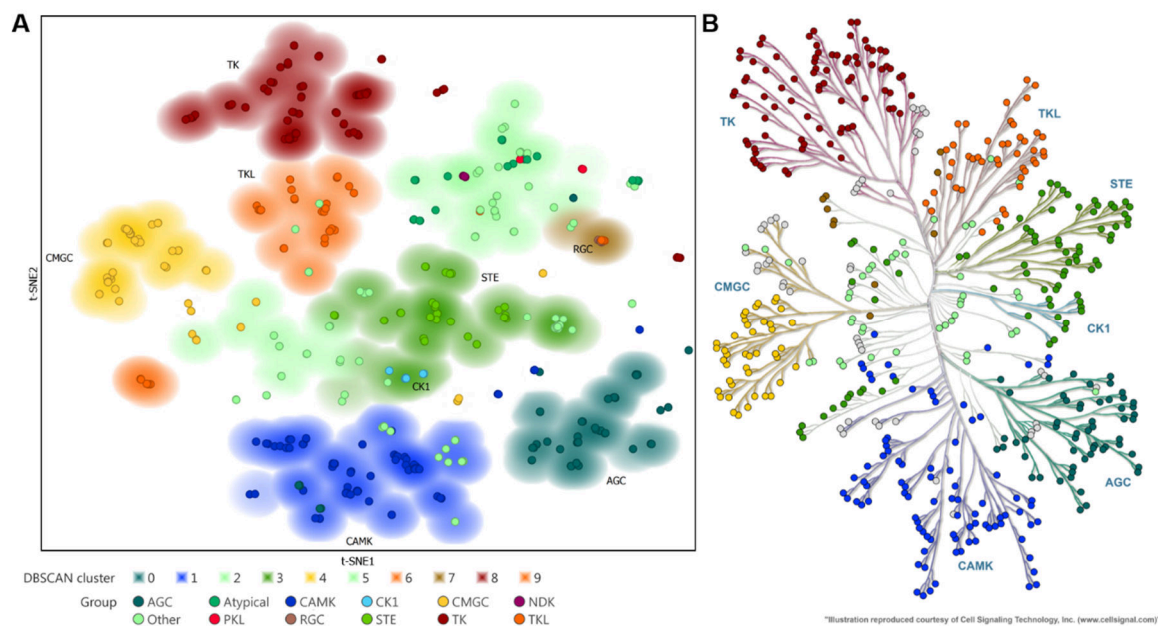 A
B
TK
TKL
CMGC
RGC
STE
CK1
AGC
CAMK
t-SNE2
t-SNE1
TK
TKL
STE
CMGC
CK1
AGC
CAMK
DBSCAN cluster 0 1 2 3 4 5 6 7 8 9
Group AGC Atypical CAMK CK1 CMGC NDK
Other PKL RGC STE TK TKL
"Illustration reproduced courtesy of Cell Signaling Technology, Inc. (www.cellsignal.com)